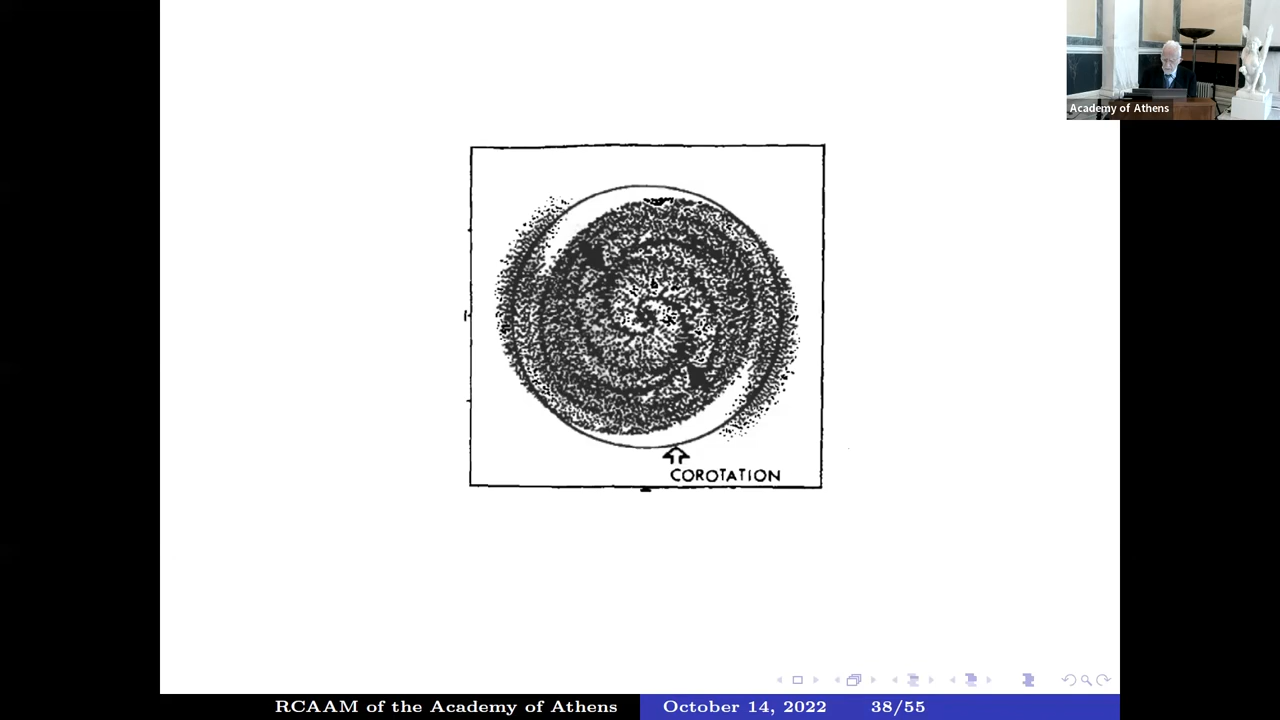 Academy of Athens
COROTATION
RCAAM of the Academy of Athens October 14, 2022 38/55